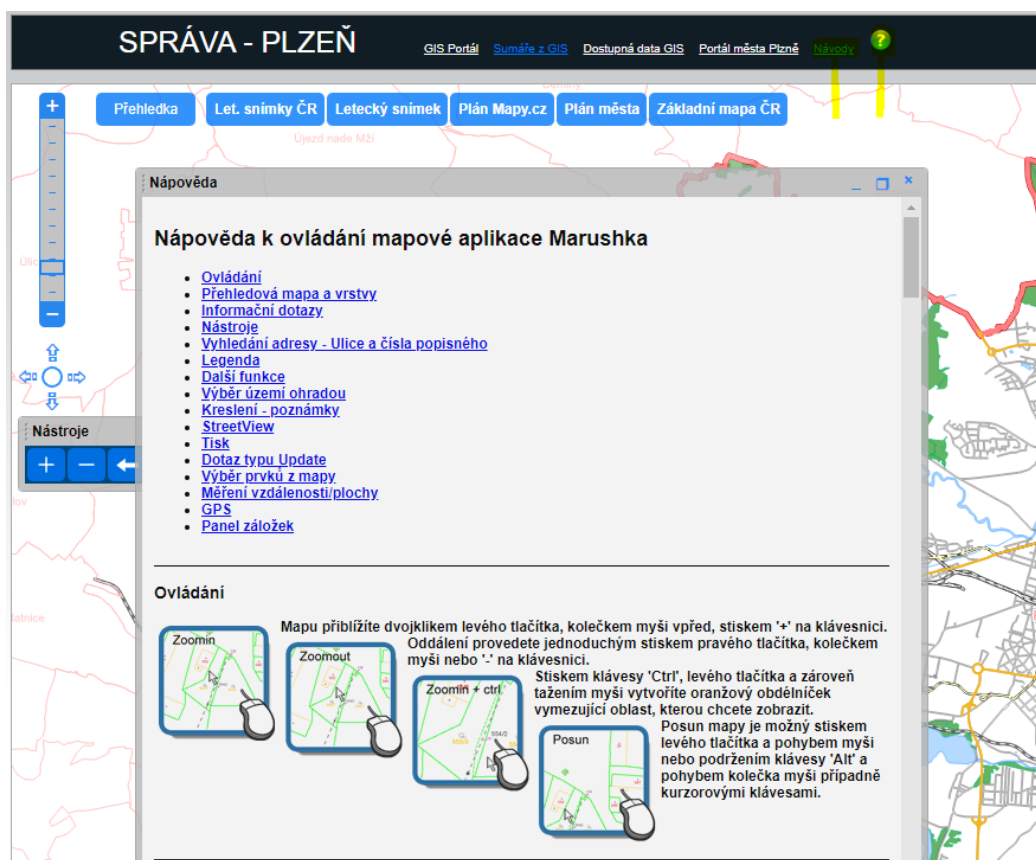 SPRÁVA - PLZEŇ
GIS Portál Sumáře z GIS Dostupná data GIS Portál města Plzně Návody ?
Přehledka Let. snímky ČR Letecký snímek Plán Mapy.cz Plán města Základní mapa ČR
Újezd nade Mží
Nápověda
Nápověda k ovládání mapové aplikace Marushka
Ovládání
Přehledová mapa a vrstvy
Informační dotazy
Nástroje
Vyhledání adresy - Ulice a čísla popisného
Legenda
Další funkce
Výběr území ohradou
Kreslení - poznámky
StreetView
Tisk
Dotaz typu Update
Výběr prvků z mapy
Měření vzdálenosti/plochy
GPS
Panel záložek
Nástroje
Ovládání
Zoomin
Mapu přiblížíte dvojklikem levého tlačítka, kolečkem myši vpřed, stiskem '+' na klávesnici.
Zoomout
Oddálení provedete jednoduchým stiskem pravého tlačítka, kolečkem
myši nebo '-' na klávesnici.
Zoomin + ctrl
Stiskem klávesy 'Ctrl', levého tlačítka a zároveň
tažením myši vytvoříte oranžový obdélníček
vymezující oblast, kterou chcete zobrazit.
Posun
Posun mapy je možný stiskem
levého tlačítka a pohybem myši
nebo podržením klávesy 'Alt' a
pohybem kolečka myši případně
kurzorovými klávesami.